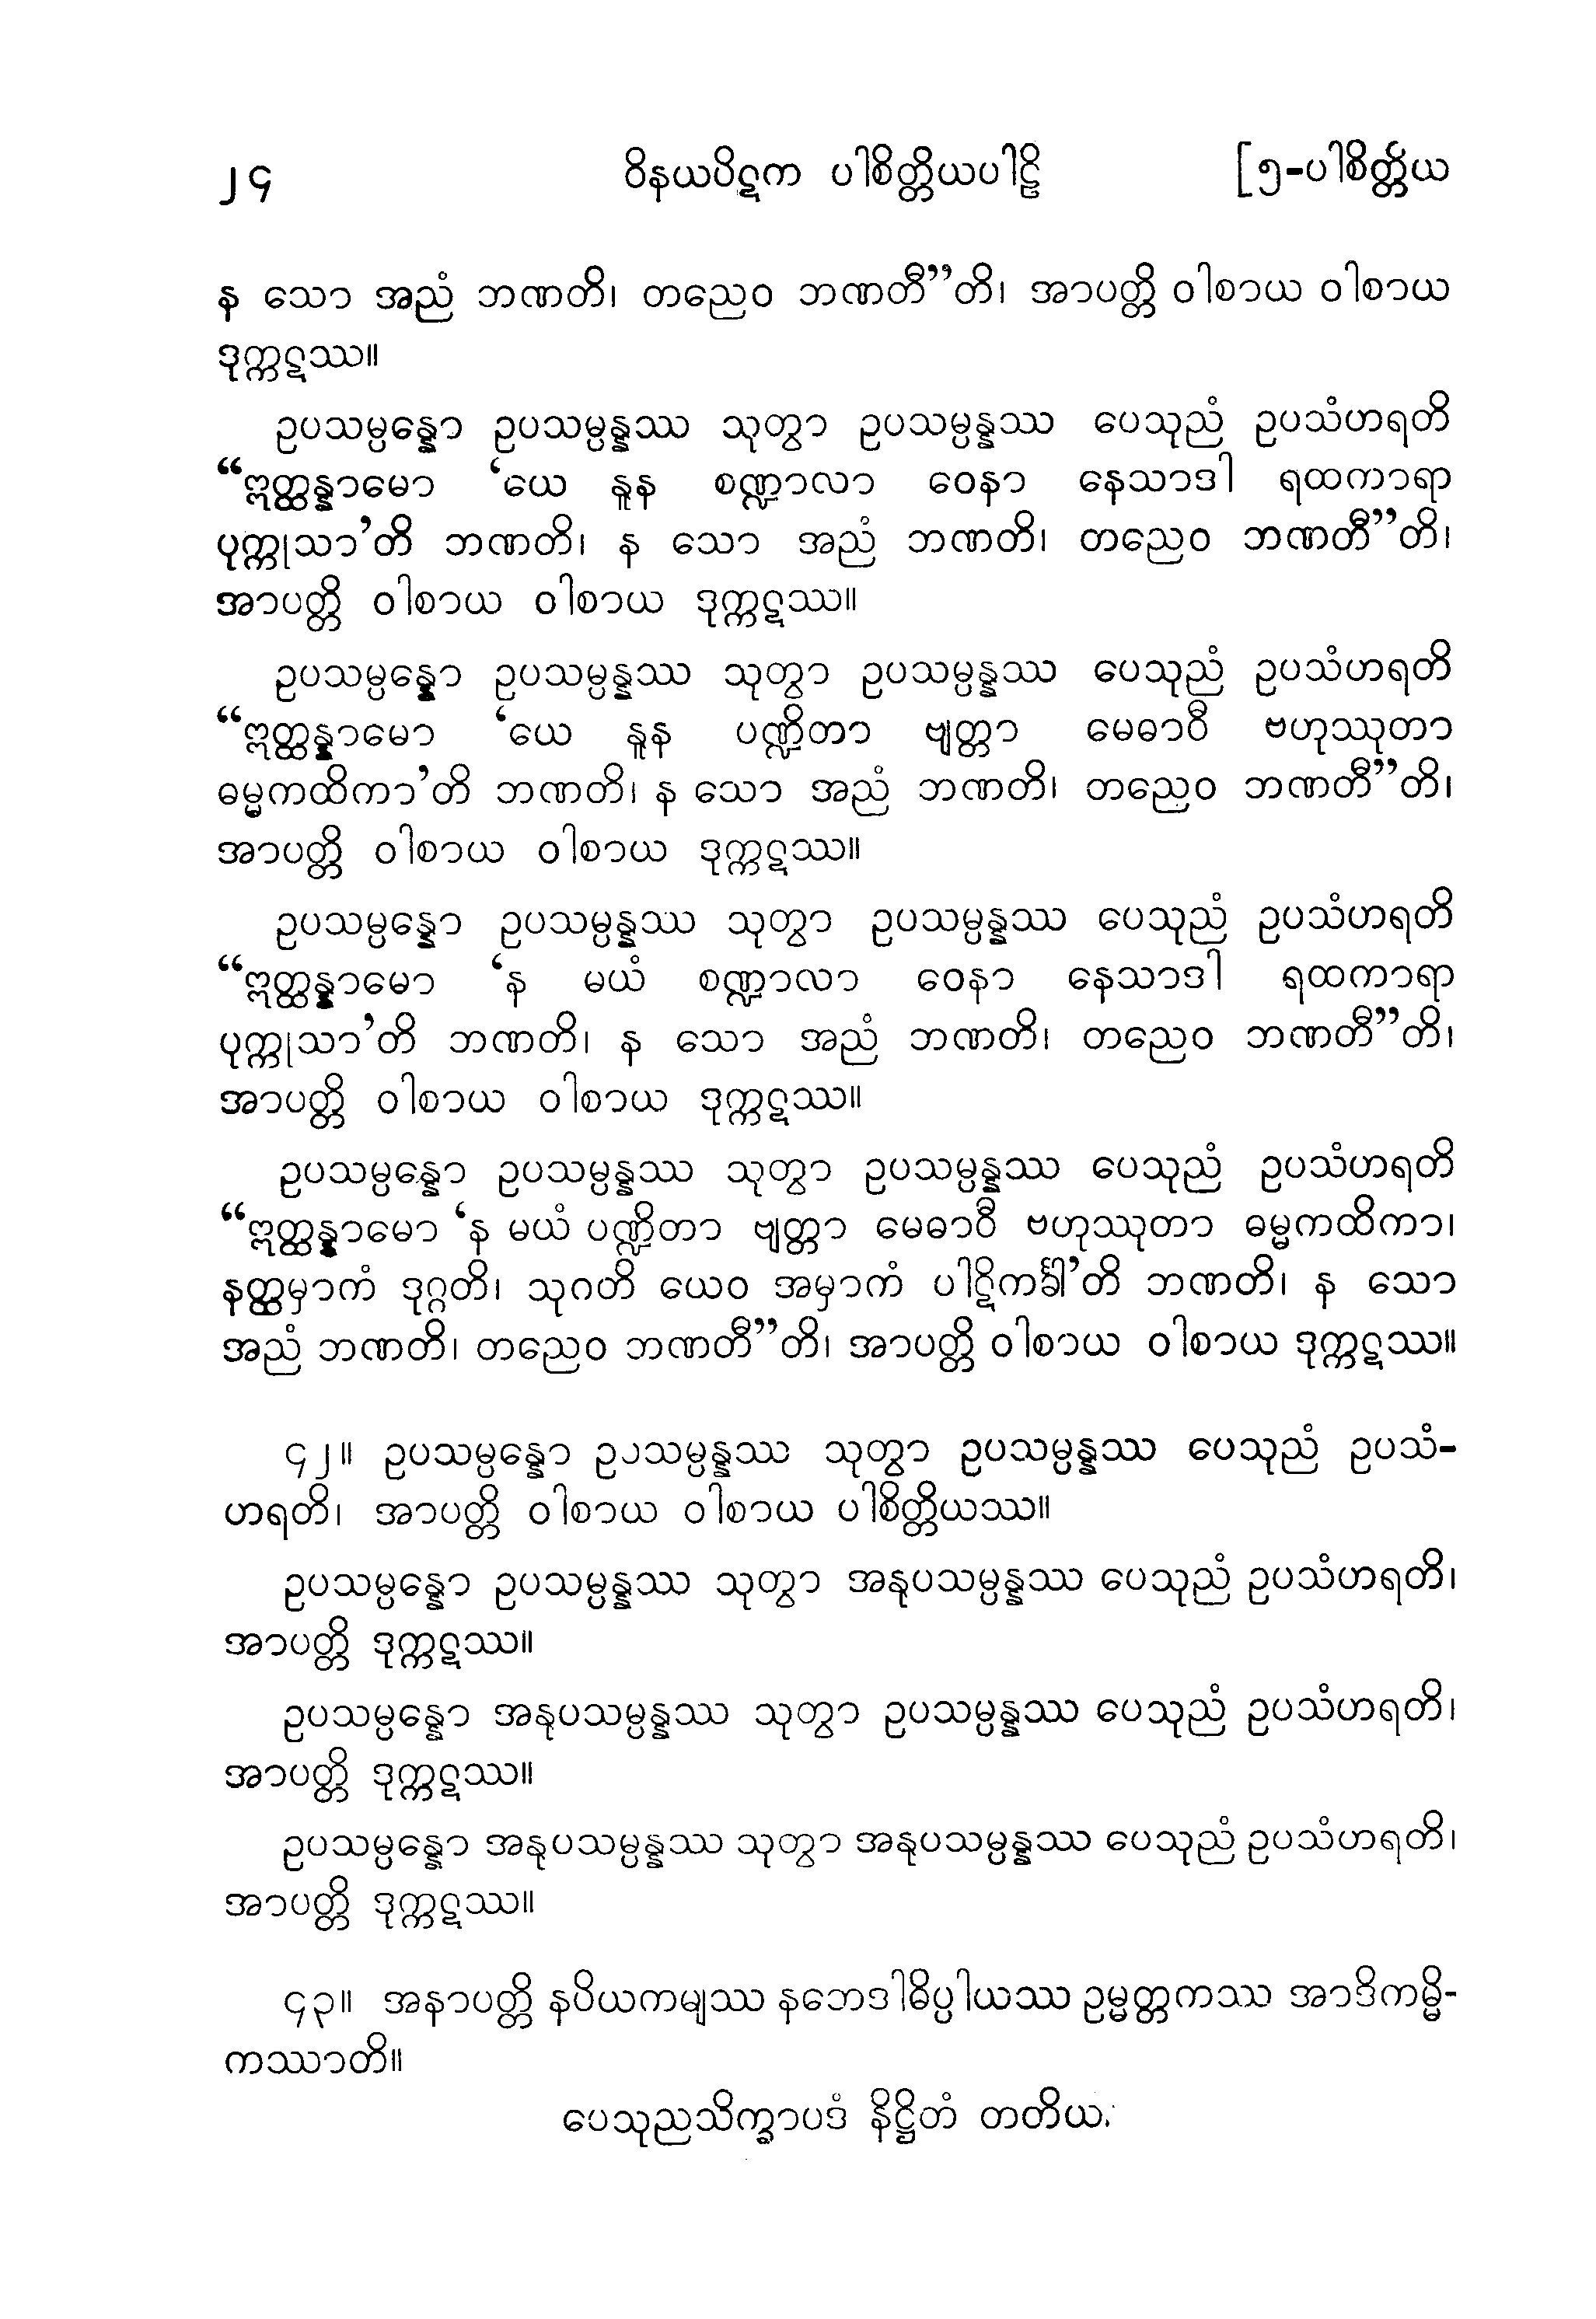 ၂၄ ဝိနယပိဋက ပါစိတ္တိယပါဠိ [၅-ပါစိတ္တိယ
န သော အညံ ဘဏတိ၊ တညေဝ ဘဏတီ”တိ၊ အာပတ္တိ ဝါစာယ ဝါစာယ
ဒုက္ကဋဿ။
ဥပသမ္ပန္နော ဥပသမ္ပန္နဿ သုတွာ ဥပသမ္ပန္နဿ ပေသုညံ ဥပသံဟရတိ
“ဣတ္ထန္နာမော ‘ယေ နူန စဏ္ဍာလာ ဝေနာ နေသာဒါ ရထကာရာ
ပုက္ကုသာ’တိ ဘဏတိ၊ န သော အညံ ဘဏတိ၊ တညေဝ ဘဏတီ”တိ၊
အာပတ္တိ ဝါစာယ ဝါစာယ ဒုက္ကဋဿ။
ဥပသမ္ပန္နော ဥပသမ္ပန္နဿ သုတွာ ဥပသမ္ပန္နဿ ပေသုညံ ဥပသံဟရတိ
“ဣတ္ထန္နာမော ‘ယေ နူန ပဏ္ဍိတာ ဗျတ္တာ မေဓာဝီ ဗဟုဿုတာ
ဓမ္မကထိကာ’တိ ဘဏတိ၊ န သော အညံ ဘဏတိ၊ တညေဝ ဘဏတီ”တိ၊
အာပတ္တိ ဝါစာယ ဝါစာယ ဒုက္ကဋဿ။
ဥပသမ္ပန္နော ဥပသမ္ပန္နဿ သုတွာ ဥပသမ္ပန္နဿ ပေသုညံ ဥပသံဟရတိ
“ဣတ္ထန္နာမော ‘န မယံ စဏ္ဍာလာ ဝေနာ နေသာဒါ ရထကာရာ
ပုက္ကုသာ’တိ ဘဏတိ၊ န သော အညံ ဘဏတိ၊ တညေဝ ဘဏတီ”တိ၊
အာပတ္တိ ဝါစာယ ဝါစာယ ဒုက္ကဋဿ။
ဥပသမ္ပန္နော ဥပသမ္ပန္နဿ သုတွာ ဥပသမ္ပန္နဿ ပေသုညံ ဥပသံဟရတိ
“ဣတ္ထန္နာမော ‘န မယံ ပဏ္ဍိတာ ဗျတ္တာ မေဓာဝီ ဗဟုဿုတာ ဓမ္မကထိကာ၊
နတ္ထမှာကံ ဒုဂ္ဂတိ၊ သုဂတိ ယေဝ အမှာကံ ပါဋိကင်္ခါ’တိ ဘဏတိ၊ န သော
အညံ ဘဏတိ၊ တညေဝ ဘဏတီ”တိ၊ အာပတ္တိ ဝါစာယ ဝါစာယ ဒုက္ကဋဿ။
၄၂။ ဥပသမ္ပန္နော ဥပသမ္ပန္နဿ သုတွာ ဥပသမ္ပန္နဿ ပေသုညံ ဥပသံ-
ဟရတိ၊ အာပတ္တိ ဝါစာယ ဝါစာယ ပါစိတ္တိယဿ။
ဥပသမ္ပန္နော ဥပသမ္ပန္နဿ သုတွာ အနုပသမ္ပန္နဿ ပေသုညံ ဥပသံဟရတိ၊
အာပတ္တိ ဒုက္ကဋဿ။
ဥပသမ္ပန္နော အနုပသမ္ပန္နဿ သုတွာ ဥပသမ္ပန္နဿ ပေသုညံ ဥပသံဟရတိ၊
အာပတ္တိ ဒုက္ကဋဿ။
ဥပသမ္ပန္နော အနုပသမ္ပန္နဿ သုတွာ အနုပသမ္ပန္နဿ ပေသုညံ ဥပသံဟရတိ၊
အာပတ္တိ ဒုက္ကဋဿ။
၄၃။ အနာပတ္တိ နပိယကမျဿ နဘေဒါဓိပ္ပါယဿ ဥမ္မတ္တကဿ အာဒိကမ္မိ-
ကဿာတိ။
ပေသုညသိက္ခာပဒံ နိဋ္ဌိတံ တတိယံ